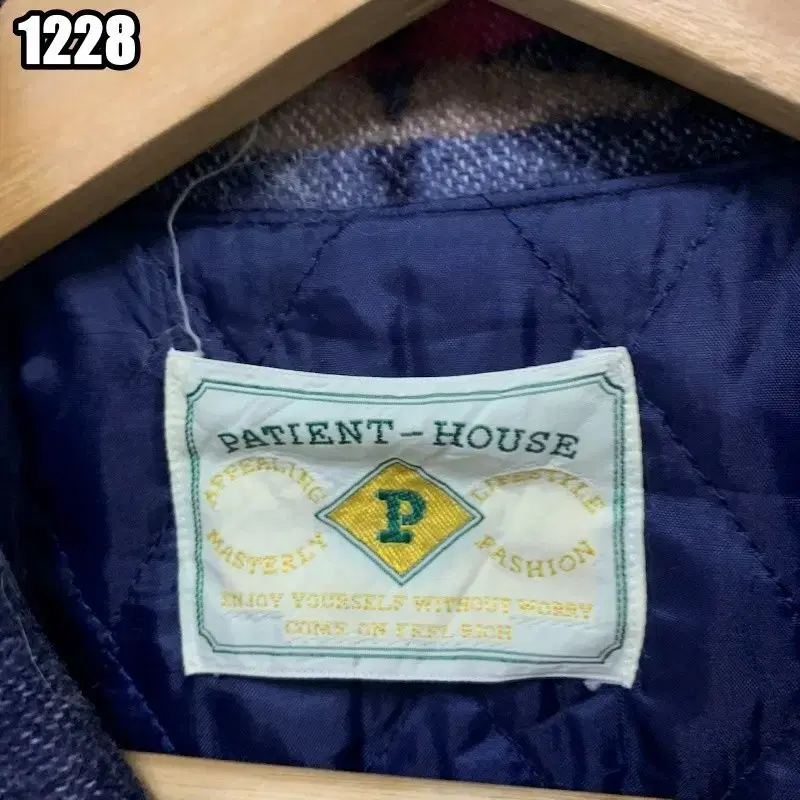 1228
PATIENT-HOUSE
APPEALING
MASTERLY
P
LIFESTYLE
FASHION
ENJOY YOURSELF WITHOUT WORRY
COME ON FEEL RICH